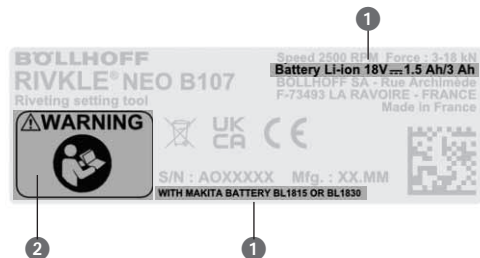 1
BÖLLHOFF
RIVKLE® NEO B107
Riveting setting tool
Speed 2500 RPM Force : 3-18 kN
Battery Li-ion 18V⎓1.5 Ah/3 Ah
BÖLLHOFF SA - Rue Archimède
F-73493 LA RAVOIRE - FRANCE
Made in France
WARNING
UK
CA
CE
S/N : AOXXXXX Mfg. : XX.MM
WITH MAKITA BATTERY BL1815 OR BL1830
2
1